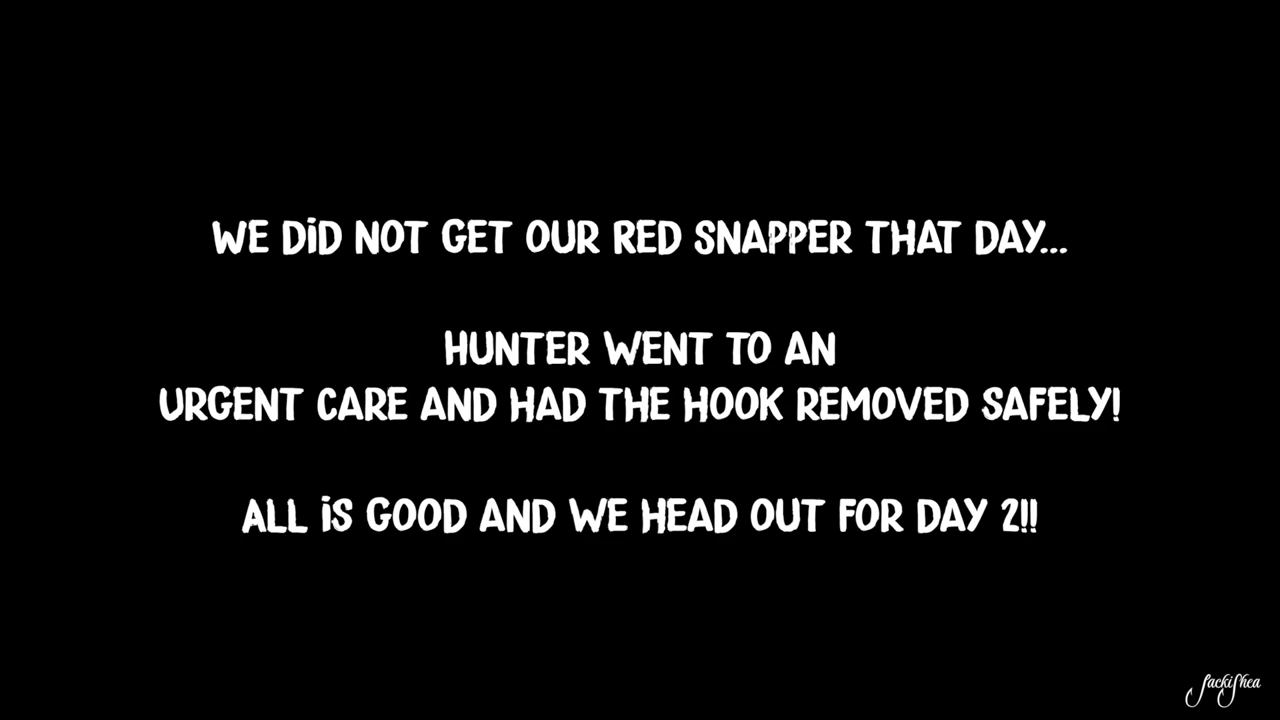 WE DiD NOT GET OUR RED SNAPPER THAT DAY...
HUNTER WENT TO AN
URGENT CARE AND HAD THE HOOK REMOVED SAFELY!
ALL iS GOOD AND WE HEAD OUT FOR DAY 2!!
JackiShea